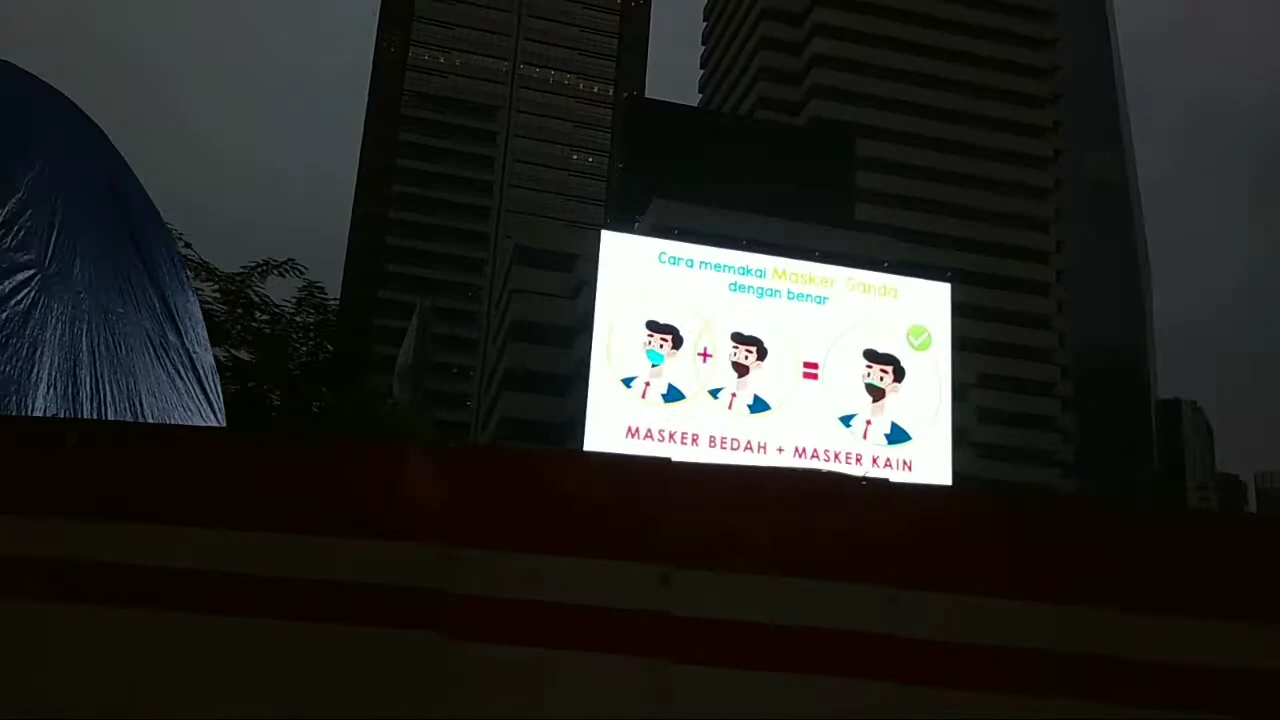 Cara memakai Masker Ganda
dengan benar
MASKER BEDAH + MASKER KAIN